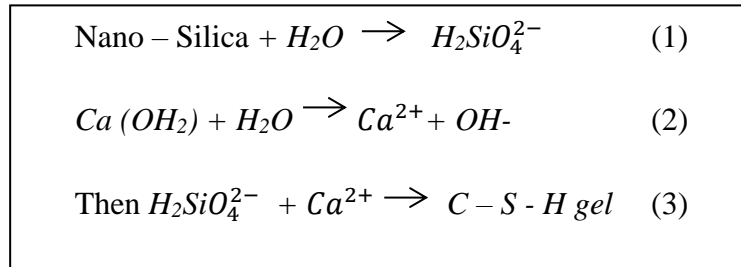 Nano – Silica + H₂O → H₂SiO₄²⁻ (1)
Ca (OH₂) + H₂O → Ca²⁺ + OH- (2)
Then H₂SiO₄²⁻ + Ca²⁺ → C – S - H gel (3)